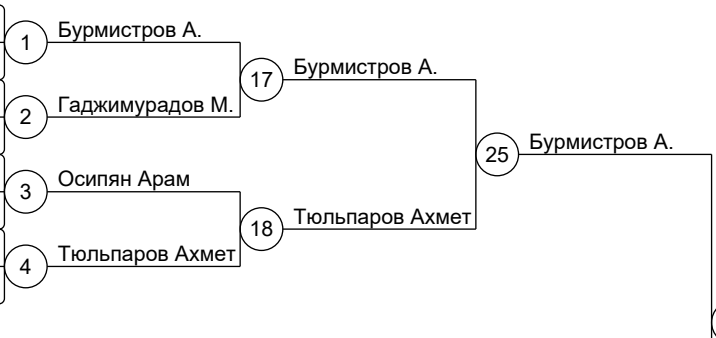 1 Бурмистров А.
17 Бурмистров А.
2 Гаджимурадов М.
25 Бурмистров А.
3 Осипян Арам
18 Тюльпаров Ахмет
4 Тюльпаров Ахмет